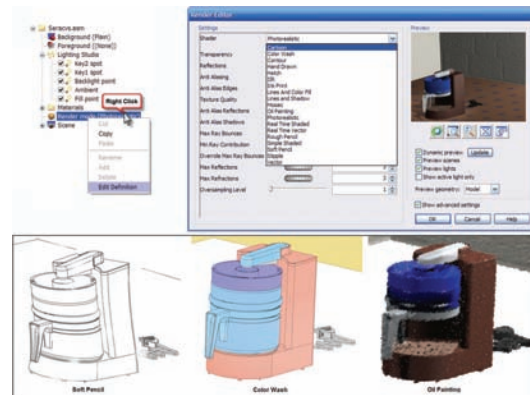 Seracvs.asm
Background (Plain)
Foreground ((None))
Lighting Studio
Key2 spot
Key1 spot
Backlight point
Ambient
Fill point
Right Click
Materials
Render mode
Scene
Cut
Copy
Paste
Rename
Add
Delete
Edit Definition
Render Editor
Settings
Shader
Photorealistic
Transparency
Reflections
Anti Aliasing
Anti Alias Edges
Texture Quality
Anti Alias Reflections
Anti Alias Shadows
Max Ray Bounces
Min Ray Contribution
Override Max Ray Bounces
Max Reflections
Max Refractions
Oversampling Level
Cartoon
Color Wash
Contour
Hand Drawn
Hatch
Ink Print
Lines And Color Fill
Lines and Shadow
Mosaic
Oil Painting
Photorealistic
Real Time Shaded
Real Time Vector
Rough Pencil
Simple Shaded
Soft Pencil
Stipple
Vector
2
2
1
Preview
Dynamic preview
Update
Preview scenes
Preview lights
Show active light only
Preview geometry:
Model
Show advanced settings
OK
Cancel
Help
Soft Pencil
Color Wash
Oil Painting